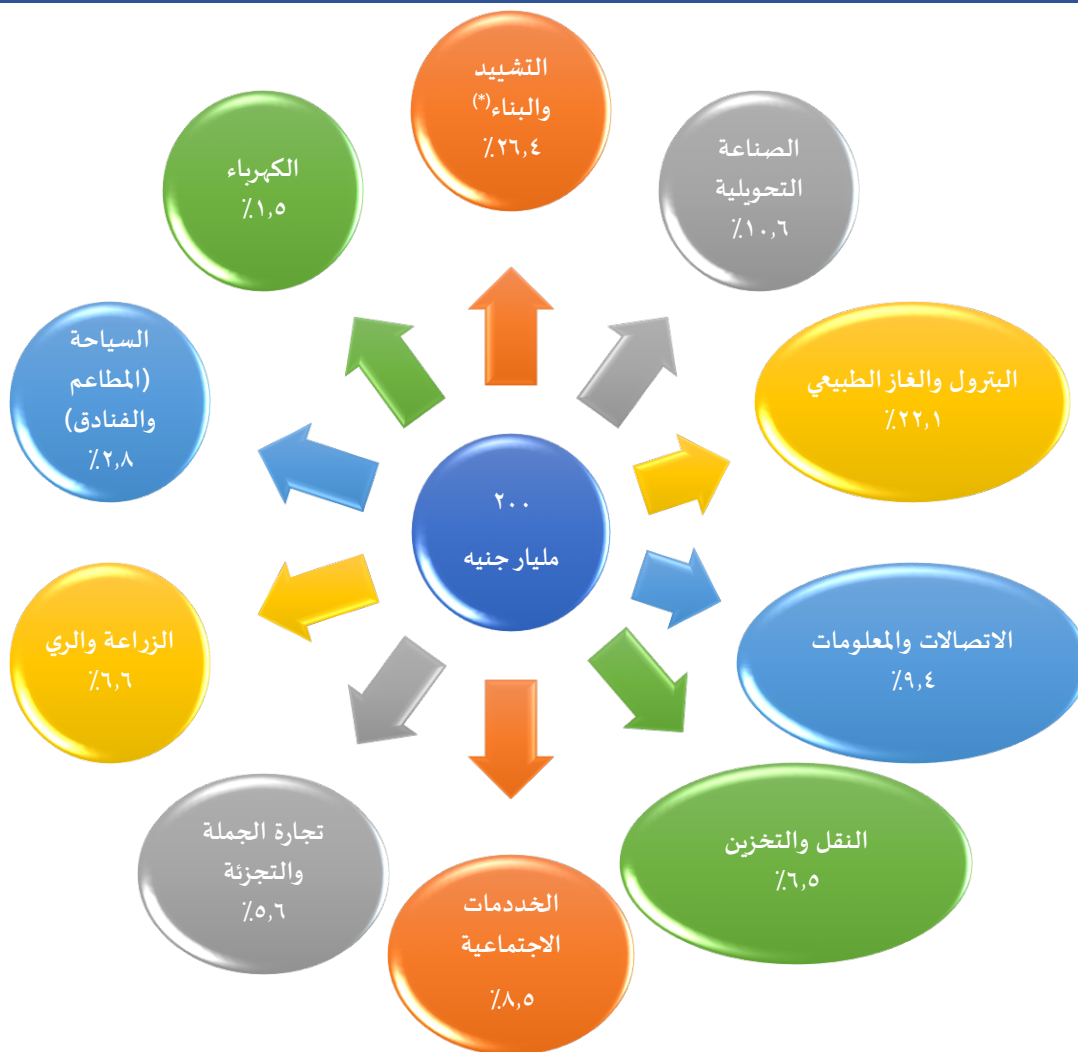 التشييد
والبناء(*)
٪٢٦,٤
الصناعة
التحويلية
٪١٠,٦
البترول والغاز الطبيعي
٪٢٢,١
الاتصالات والمعلومات
٪٩,٤
النقل والتخزين
٪٦,٥
الخددمات
الاجتماعية
٪٨,٥
تجارة الجملة
والتجزئة
٪٥,٦
الزراعة والري
٪٦,٦
السياحة
(المطاعم
والفنادق)
٪٢,٨
الكهرباء
٪١,٥
٢٠٠
مليار جنيه